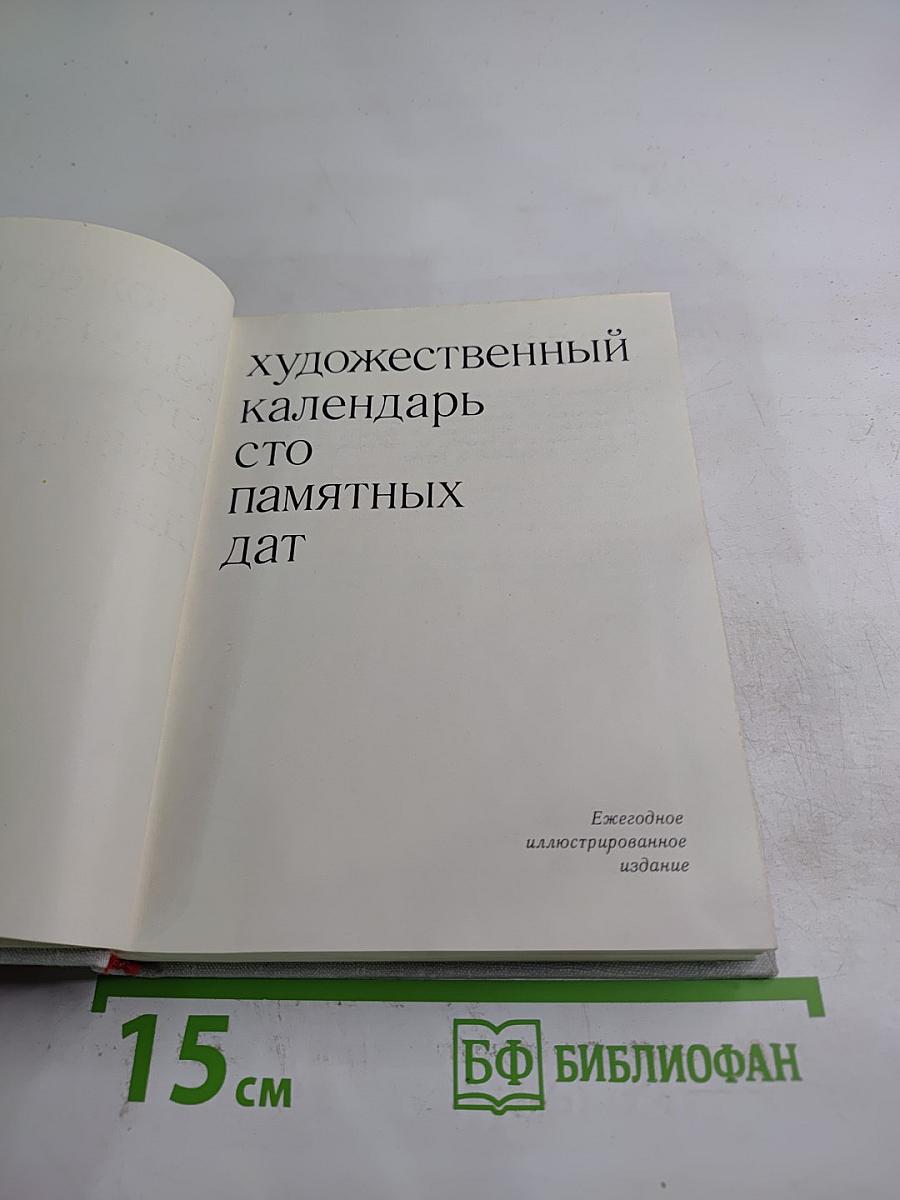 художественный
календарь
сто
памятных
дат
Ежегодное
иллюстрированное
издание
15 см
БФ БИБЛИОФАН